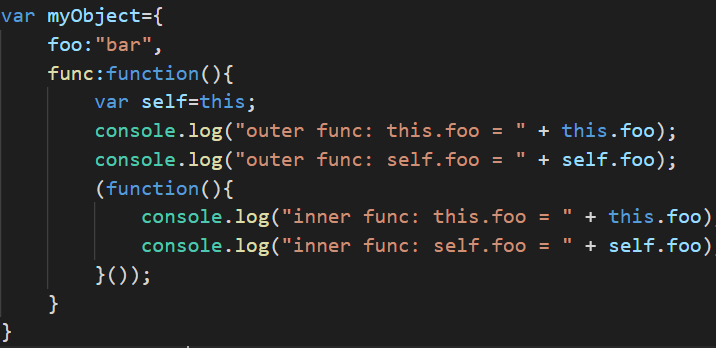 var myObject={
    foo:"bar",
    func:function(){
        var self=this;
        console.log("outer func: this.foo = " + this.foo);
        console.log("outer func: self.foo = " + self.foo);
        (function(){
            console.log("inner func: this.foo = " + this.foo)
            console.log("inner func: self.foo = " + self.foo)
        }());
    }
}